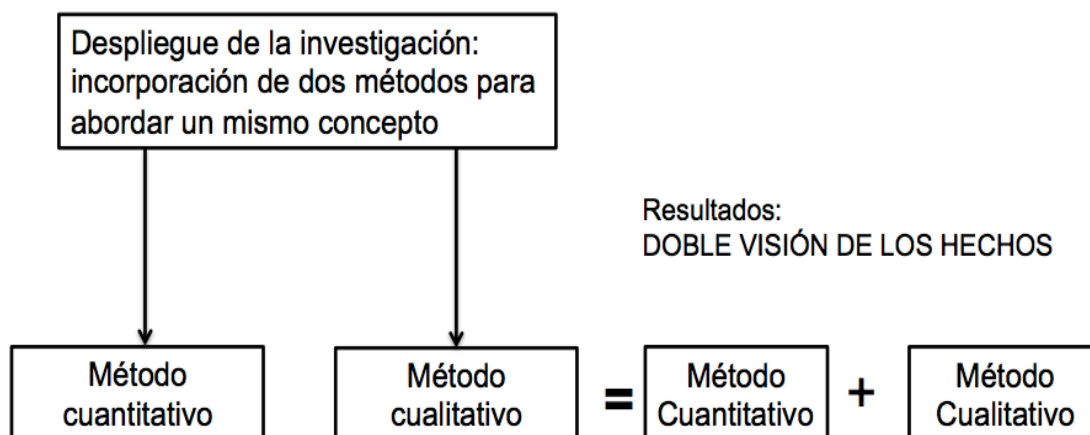 Despliegue de la investigación:
incorporación de dos métodos para
abordar un mismo concepto
Resultados:
DOBLE VISIÓN DE LOS HECHOS
Método
cuantitativo
Método
cualitativo
=
Método
Cuantitativo
+
Método
Cualitativo